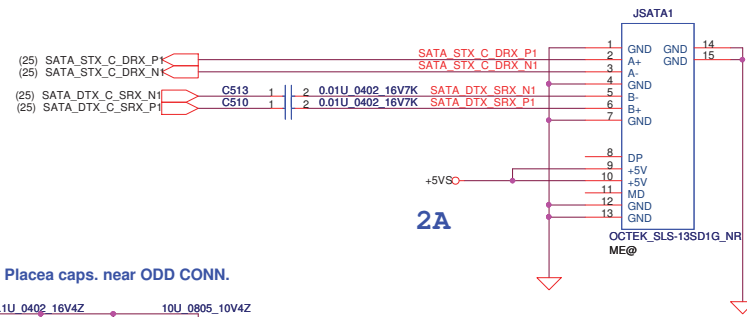 JSATA1
(25) SATA_STX_C_DRX_P1 SATA_STX_C_DRX_P1 1 GND GND 14
(25) SATA_STX_C_DRX_N1 SATA_STX_C_DRX_N1 2 A+ GND 15
3 A-
4 GND
(25) SATA_DTX_C_SRX_N1 C513 1 2 0.01U_0402_16V7K SATA_DTX_SRX_N1 5 B-
(25) SATA_DTX_C_SRX_P1 C510 1 2 0.01U_0402_16V7K SATA_DTX_SRX_P1 6 B+
7 GND
8 DP
9 +5V
+5VS 10 +5V
11 MD
2A 12 GND
13 GND
OCTEK_SLS-13SD1G_NR
ME@
Placea caps. near ODD CONN.
1U_0402_16V4Z 10U_0805_10V4Z